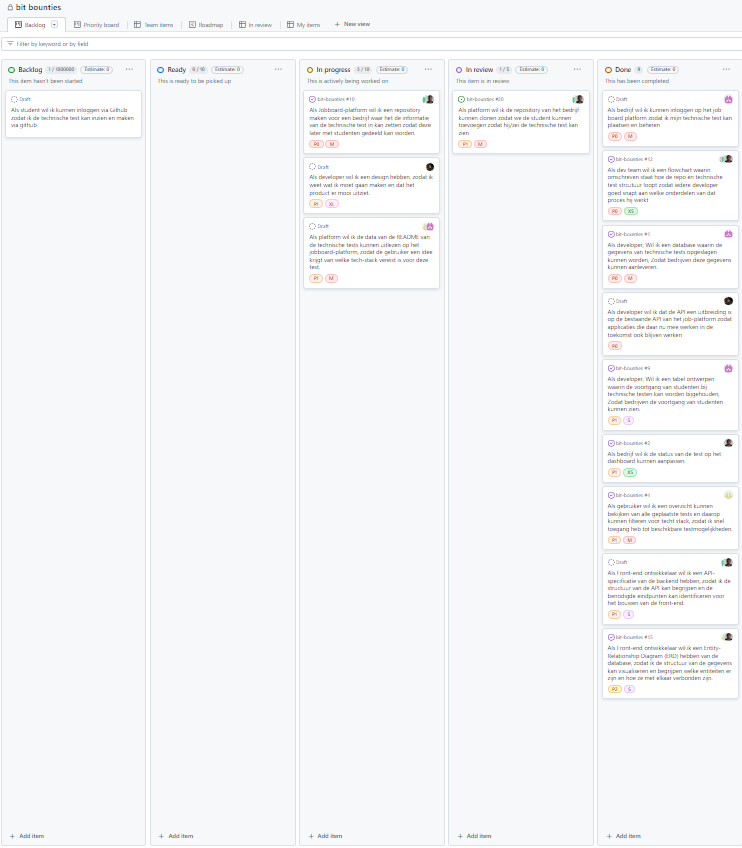 bit bounties
Backlog
Priority board
Team items
Roadmap
In review
My items
+ New view
Filter by keyword or by field
Backlog 1 / 1000000 Estimate: 0 ...
This item hasn't been started
Draft
Als student wil ik kunnen inloggen via Github
zodat ik de technische test kan inzien en maken
via github
+ Add item
Ready 0 / 10 Estimate: 0 ...
This is ready to be picked up
+ Add item
In progress 3 / 10 Estimate: 0 ...
This is actively being worked on
bit-bounties #16
Als Jobboard-platform wil ik een repository
maken voor een bedrijf waar het de informatie
van de technische test in kan zetten zodat deze
later met studenten gedeeld kan worden.
P0 M
Draft
Als developer wil ik een design hebben, zodat ik
weet wat ik moet gaan maken en dat het
product er mooi uitziet
P1 XL
Draft
Als platform wil ik de data van de README van
de technische tests kunnen uitlezen op het
jobboard-platform, zodat de gebruiker een idee
krijgt van welke tech-stack vereist is voor deze
test.
P1 M
+ Add item
In review 1 / 5 Estimate: 0 ...
This item is in review
bit-bounties #20
Als platform wil ik de repository van het bedrijf
kunnen clonen zodat we de student kunnen
toevoegen zodat hij/zei de technische test kan
zien
P1 M
+ Add item
Done 9 Estimate: 0 ...
This has been completed
Draft
Als bedrijf wil ik kunnen inloggen op het job
board platform zodat ik mijn technische test kan
plaatsen en beheren
P0 M
bit-bounties #12
Als dev team wil ik een flowchart waarin
omschreven staat hoe de repo en technische
test structuur loopt zodat iedere developer
goed snapt aan welke onderdelen van dat
proces hij werkt
P0 XS
bit-bounties #1
Als developer, Wil ik een database waarin de
gegevens van technische tests opgeslagen
kunnen worden, Zodat bedrijven deze gegevens
kunnen aanleveren.
P0 M
Draft
Als developer wil ik dat de API een uitbreiding is
op de bestaande API van het job-platform zodat
applicaties die daar nu mee werken in de
toekomst ook blijven werken
P0
bit-bounties #9
Als developer, Wil ik een tabel ontwerpen
waarin de voortgang van studenten bij
technische testen kan worden bijgehouden,
Zodat bedrijven de voortgang van studenten
kunnen zien.
P1 S
bit-bounties #2
Als bedrijf wil ik de status van de test op het
dashboard kunnen aanpassen.
P1 XS
bit-bounties #4
Als gebruiker wil ik een overzicht kunnen
bekijken van alle geplaatste tests en daarop
kunnen filteren voor techt stack, zodat ik snel
toegang heb tot beschikbare testmogelijkheden.
P1 M
Draft
Als Front-end ontwikkelaar wil ik een API-
specificatie van de backend hebben, zodat ik de
structuur van de API kan begrijpen en de
benodigde eindpunten kan identificeren voor
het bouwen van de front-end.
P1 S
bit-bounties #15
Als Front-end ontwikkelaar wil ik een Entity-
Relationship Diagram (ERD) hebben van de
database, zodat ik de structuur van de gegevens
kan visualiseren en begrijpen welke entiteiten er
zijn en hoe ze met elkaar verbonden zijn.
P2 S
+ Add item